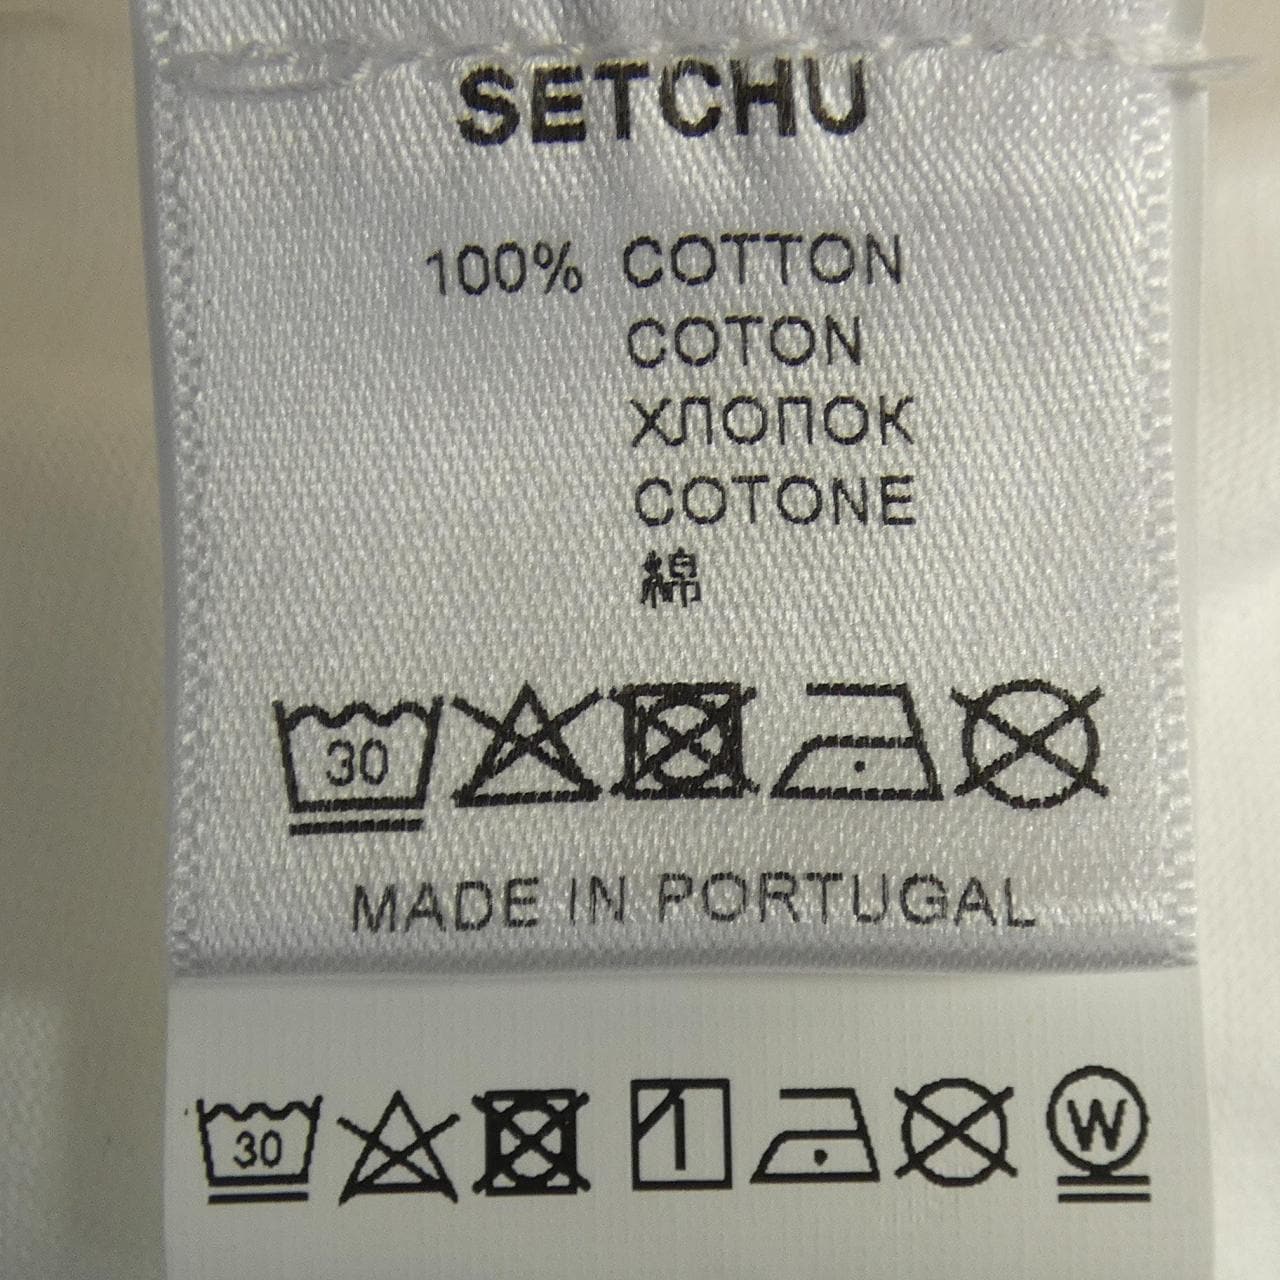 SETCHU
100% COTTON
COTON
ХЛОПОК
COTONE
綿
30
MADE IN PORTUGAL
30 W